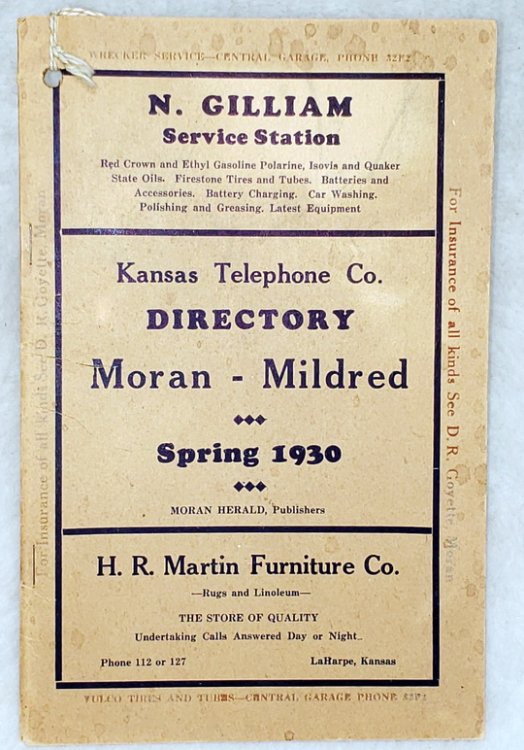 WRECKER SERVICE—CENTRAL GARAGE, PHONE 82F2
N. GILLIAM
Service Station
Red Crown and Ethyl Gasoline Polarine, Isovis and Quaker
State Oils. Firestone Tires and Tubes. Batteries and
Accessories. Battery Charging. Car Washing.
Polishing and Greasing. Latest Equipment
Kansas Telephone Co.
DIRECTORY
Moran - Mildred
Spring 1930
MORAN HERALD, Publishers
H. R. Martin Furniture Co.
—Rugs and Linoleum—
THE STORE OF QUALITY
Undertaking Calls Answered Day or Night.
Phone 112 or 127 LaHarpe, Kansas
TIRES AND TUBES—CENTRAL GARAGE PHONE 82F2
For Insurance of all kinds See D. R. Goyette, Moran
For Insurance of all kinds See D. R. Goyette, Moran